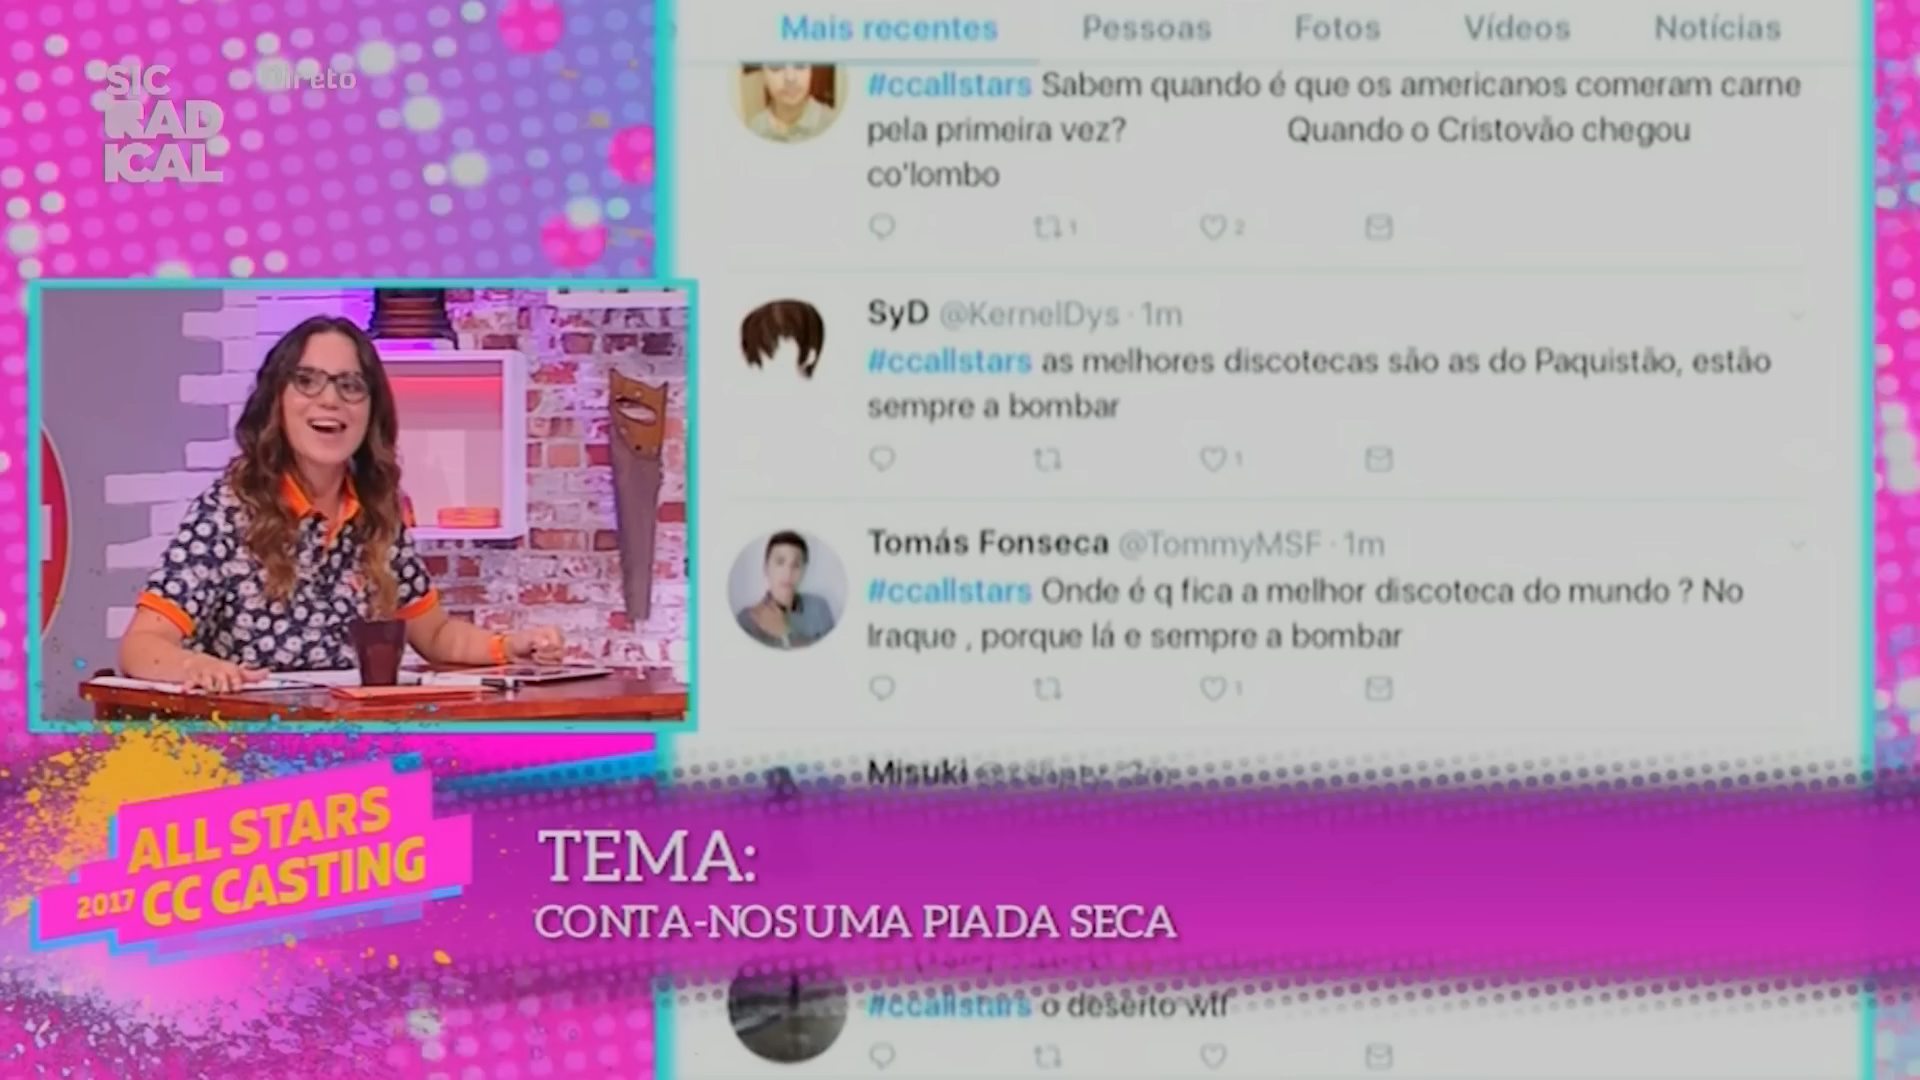 SIC
RADICAL
Direto
Mais recentes Pessoas Fotos Vídeos Notícias
#ccallstars Sabem quando é que os americanos comeram carne
pela primeira vez? Quando o Cristovão chegou
co'lombo
1 2
SyD @KernelDys · 1m
#ccallstars as melhores discotecas são as do Paquistão, estão
sempre a bombar
1
Tomás Fonseca @TommyMSF · 1m
#ccallstars Onde é q fica a melhor discoteca do mundo ? No
Iraque , porque lá e sempre a bombar
1
Misuki
ALL STARS
2017 CC CASTING
TEMA:
CONTA-NOS UMA PIADA SECA
#ccallstars o deserto wtf